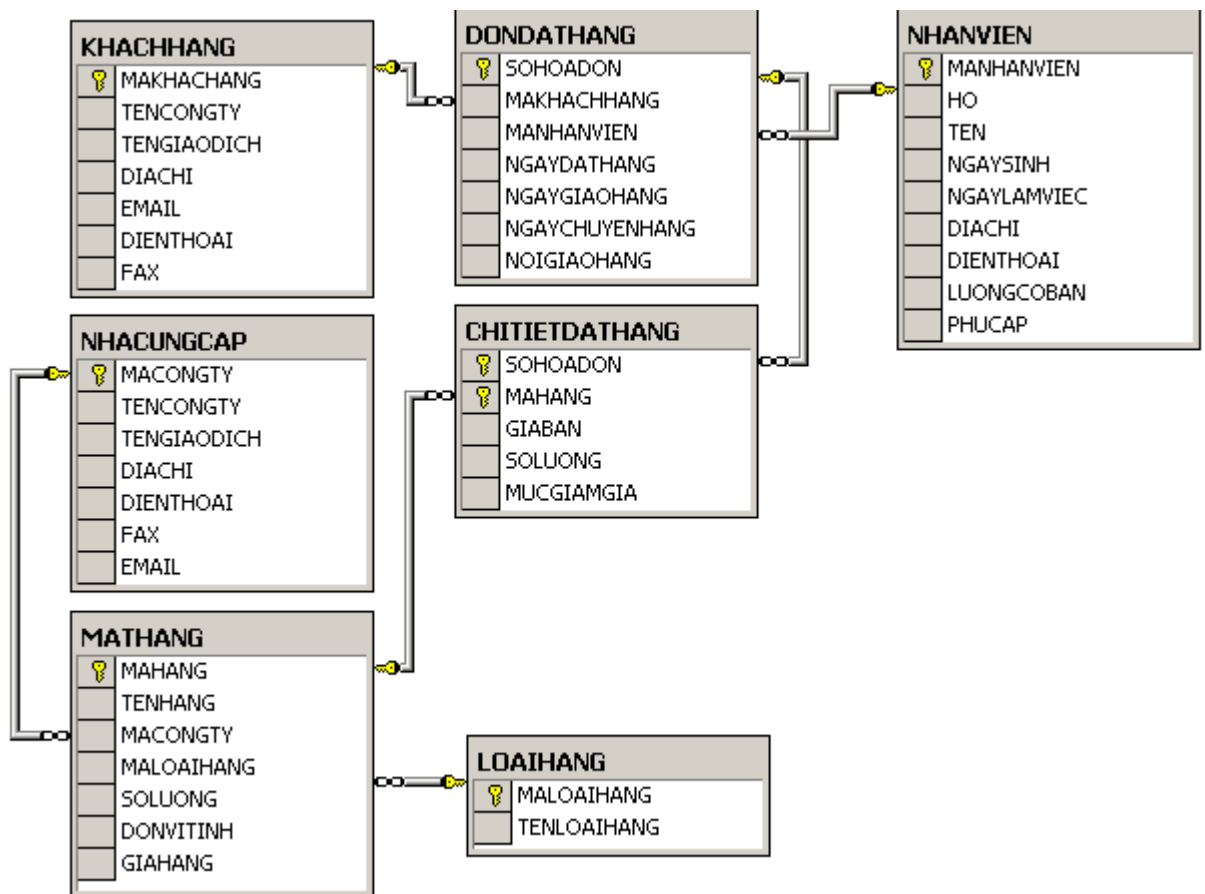 KHACHHANG
MAKHACHANG
TENCONGTY
TENGIAODICH
DIACHI
EMAIL
DIENTHOAI
FAX
DONDATHANG
SOHOADON
MAKHACHHANG
MANHANVIEN
NGAYDATHANG
NGAYGIAOHANG
NGAYCHUYENHANG
NOIGIAOHANG
NHANVIEN
MANHANVIEN
HO
TEN
NGAYSINH
NGAYLAMVIEC
DIACHI
DIENTHOAI
LUONGCOBAN
PHUCAP
NHACUNGCAP
MACONGTY
TENCONGTY
TENGIAODICH
DIACHI
DIENTHOAI
FAX
EMAIL
CHITIETDATHANG
SOHOADON
MAHANG
GIABAN
SOLUONG
MUCGIAMGIA
MATHANG
MAHANG
TENHANG
MACONGTY
MALOAIHANG
SOLUONG
DONVITINH
GIAHANG
LOAIHANG
MALOAIHANG
TENLOAIHANG